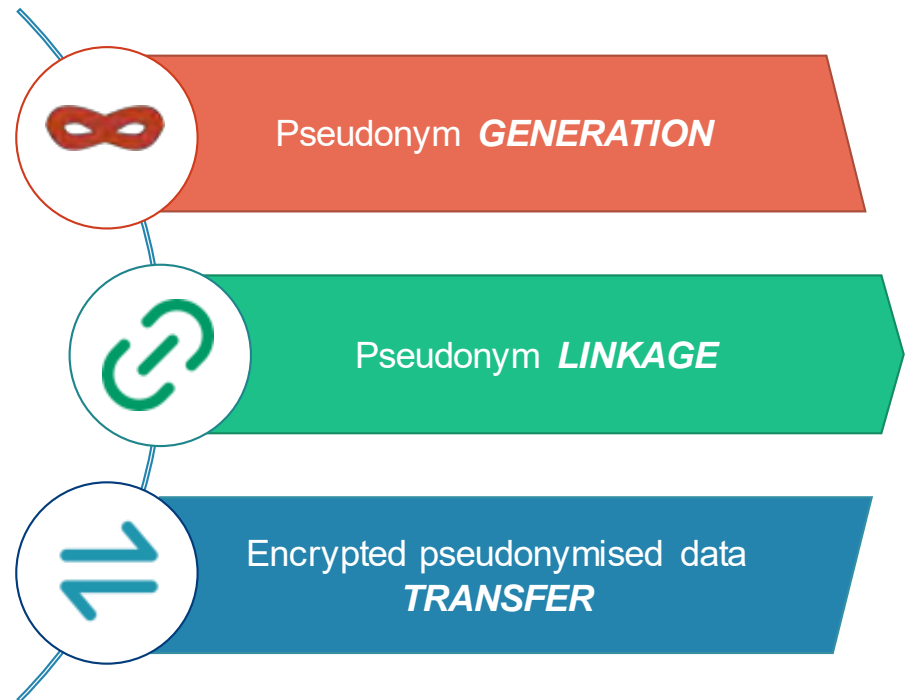 Pseudonym GENERATION
Pseudonym LINKAGE
Encrypted pseudonymised data
TRANSFER